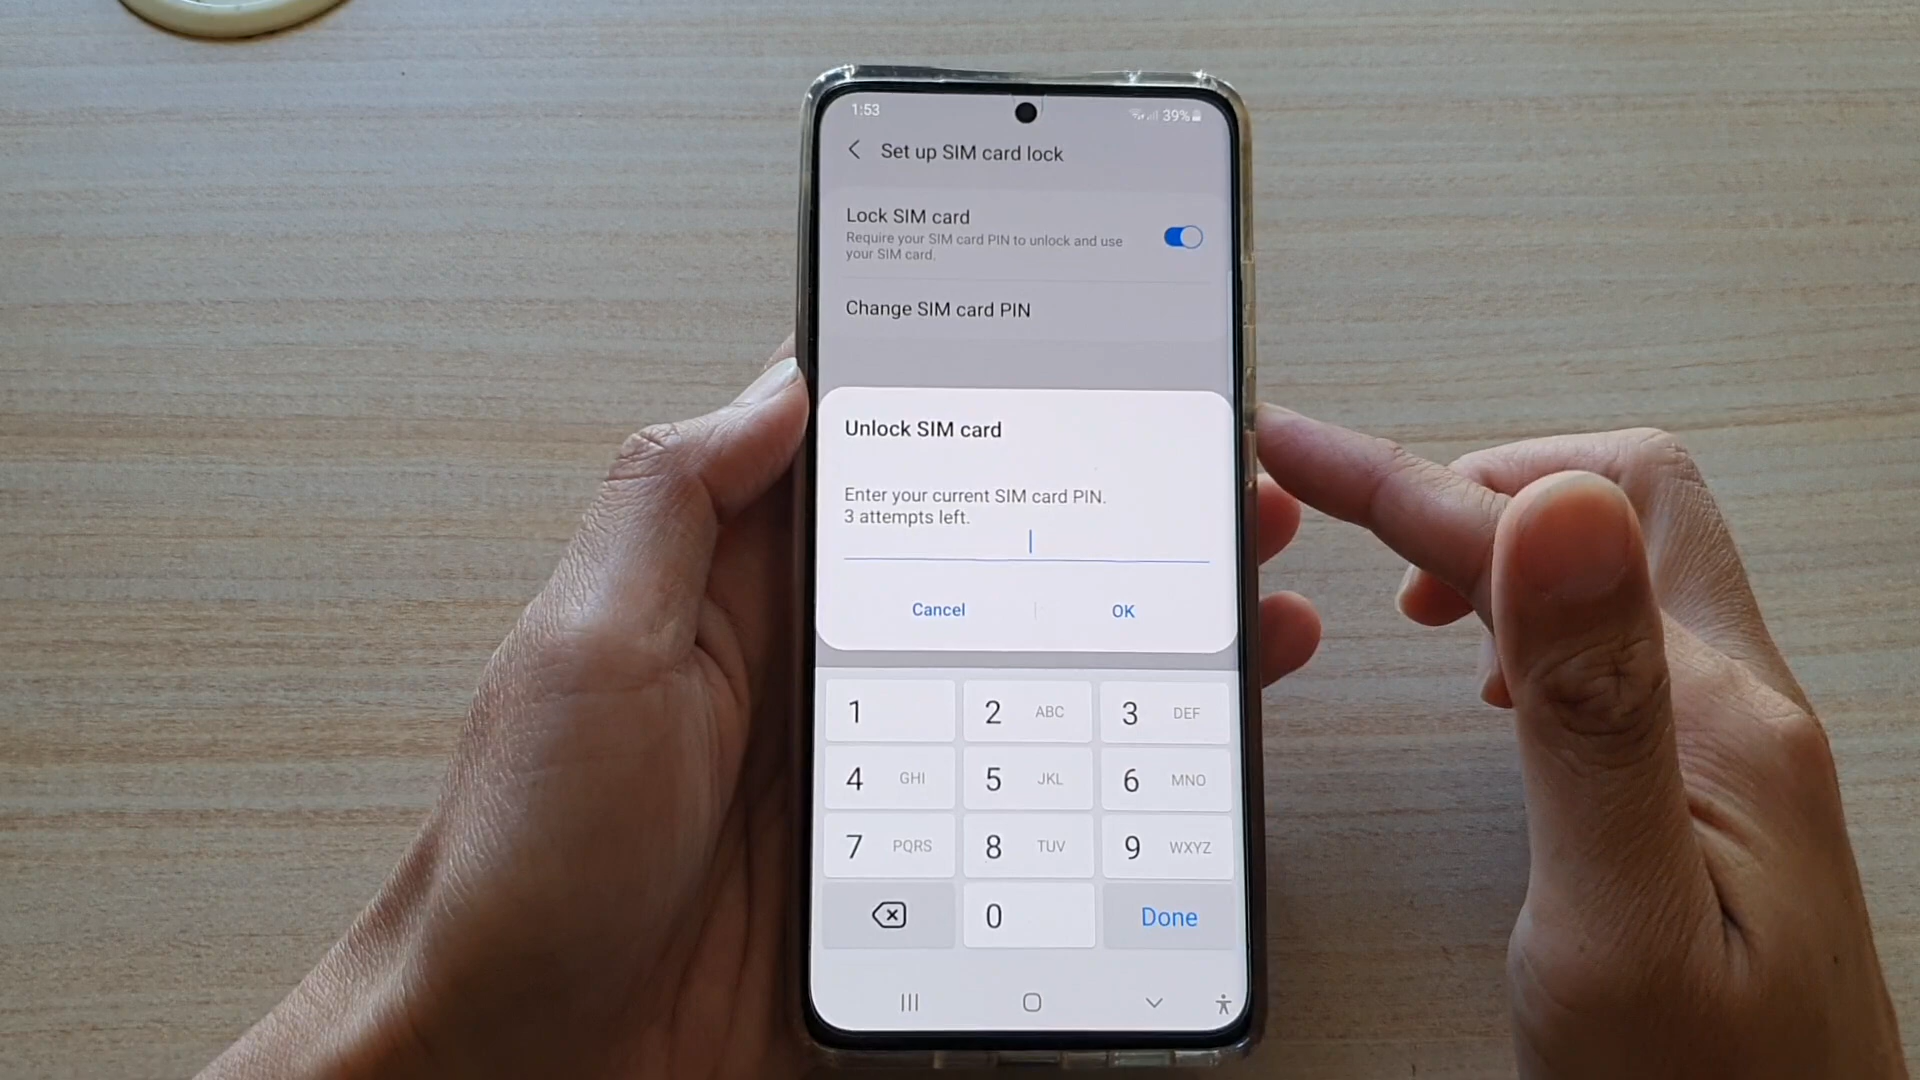 1:53
39%
Set up SIM card lock
Lock SIM card
Require your SIM card PIN to unlock and use
your SIM card.
Change SIM card PIN
Unlock SIM card
Enter your current SIM card PIN.
3 attempts left.
Cancel
OK
1
2 ABC
3 DEF
4 GHI
5 JKL
6 MNO
7 PQRS
8 TUV
9 WXYZ
0
Done